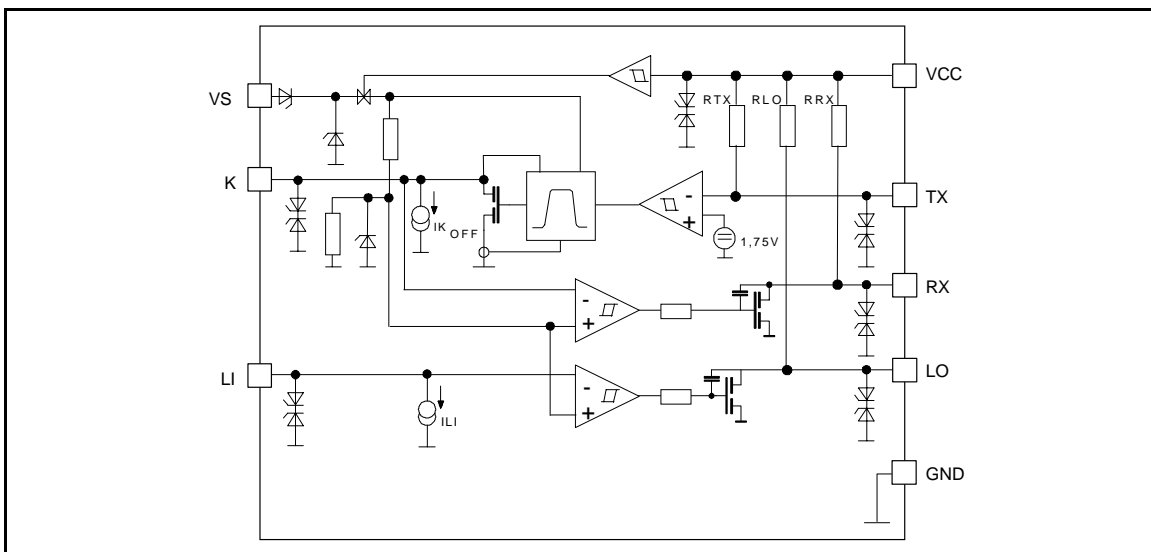 VCC
VS
RTX RLO RRX
K
TX
- +
IK OFF
1,75V
RX
- +
LI
LO
- +
ILI
GND